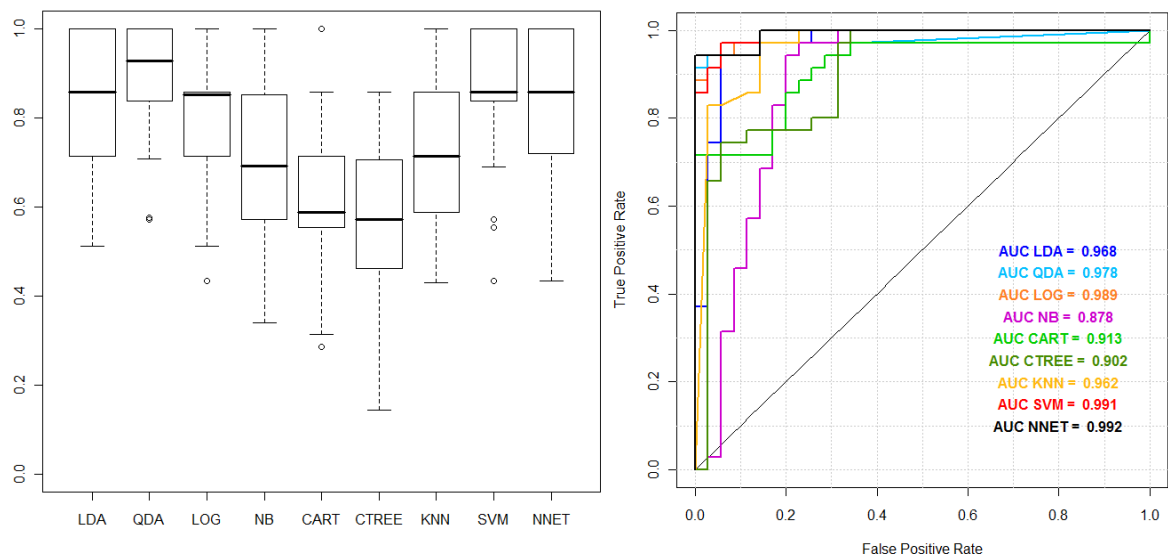 1.0
0.8
0.6
0.4
0.2
0.0
LDA QDA LOG NB CART CTREE KNN SVM NNET
True Positive Rate
1.0
0.8
0.6
0.4
0.2
0.0
AUC LDA = 0.968
AUC QDA = 0.978
AUC LOG = 0.989
AUC NB = 0.878
AUC CART = 0.913
AUC CTREE = 0.902
AUC KNN = 0.962
AUC SVM = 0.991
AUC NNET = 0.992
0.0 0.2 0.4 0.6 0.8 1.0
False Positive Rate